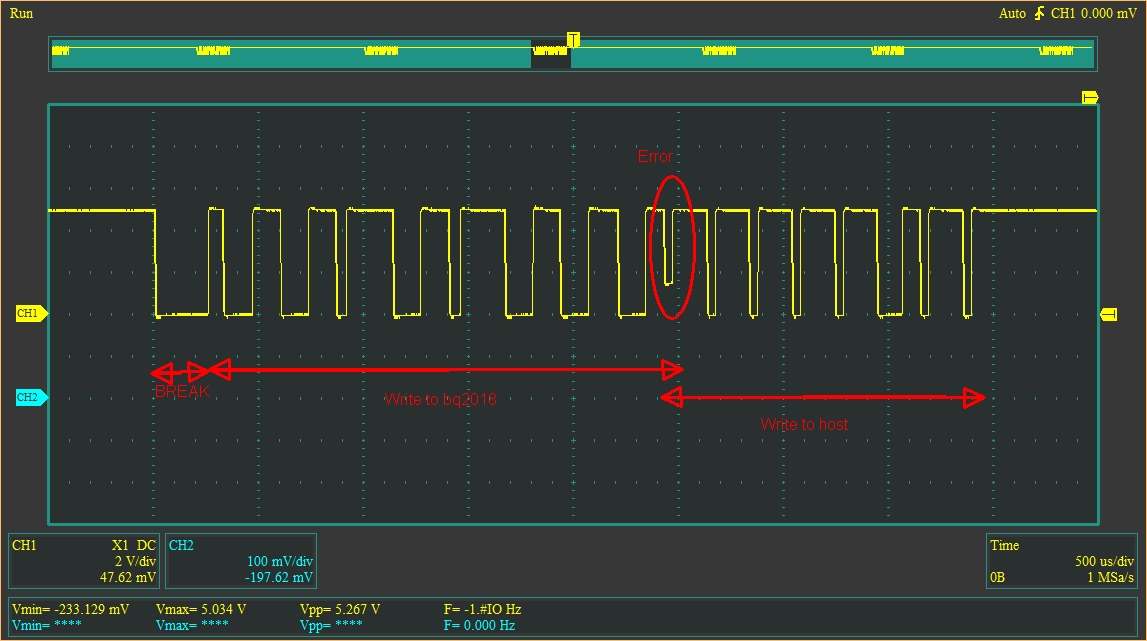 Run
Auto CH1 0.000 mV
T
Error
CH1
BREAK
CH2
Write to bq2016
Write to host
CH1 X1 DC
2 V/div
47.62 mV
CH2
100 mV/div
-197.62 mV
Time
500 us/div
0B 1 MSa/s
Vmin= -233.129 mV Vmax= 5.034 V Vpp= 5.267 V F= -1.#IO Hz
Vmin= **** Vmax= **** Vpp= **** F= 0.000 Hz